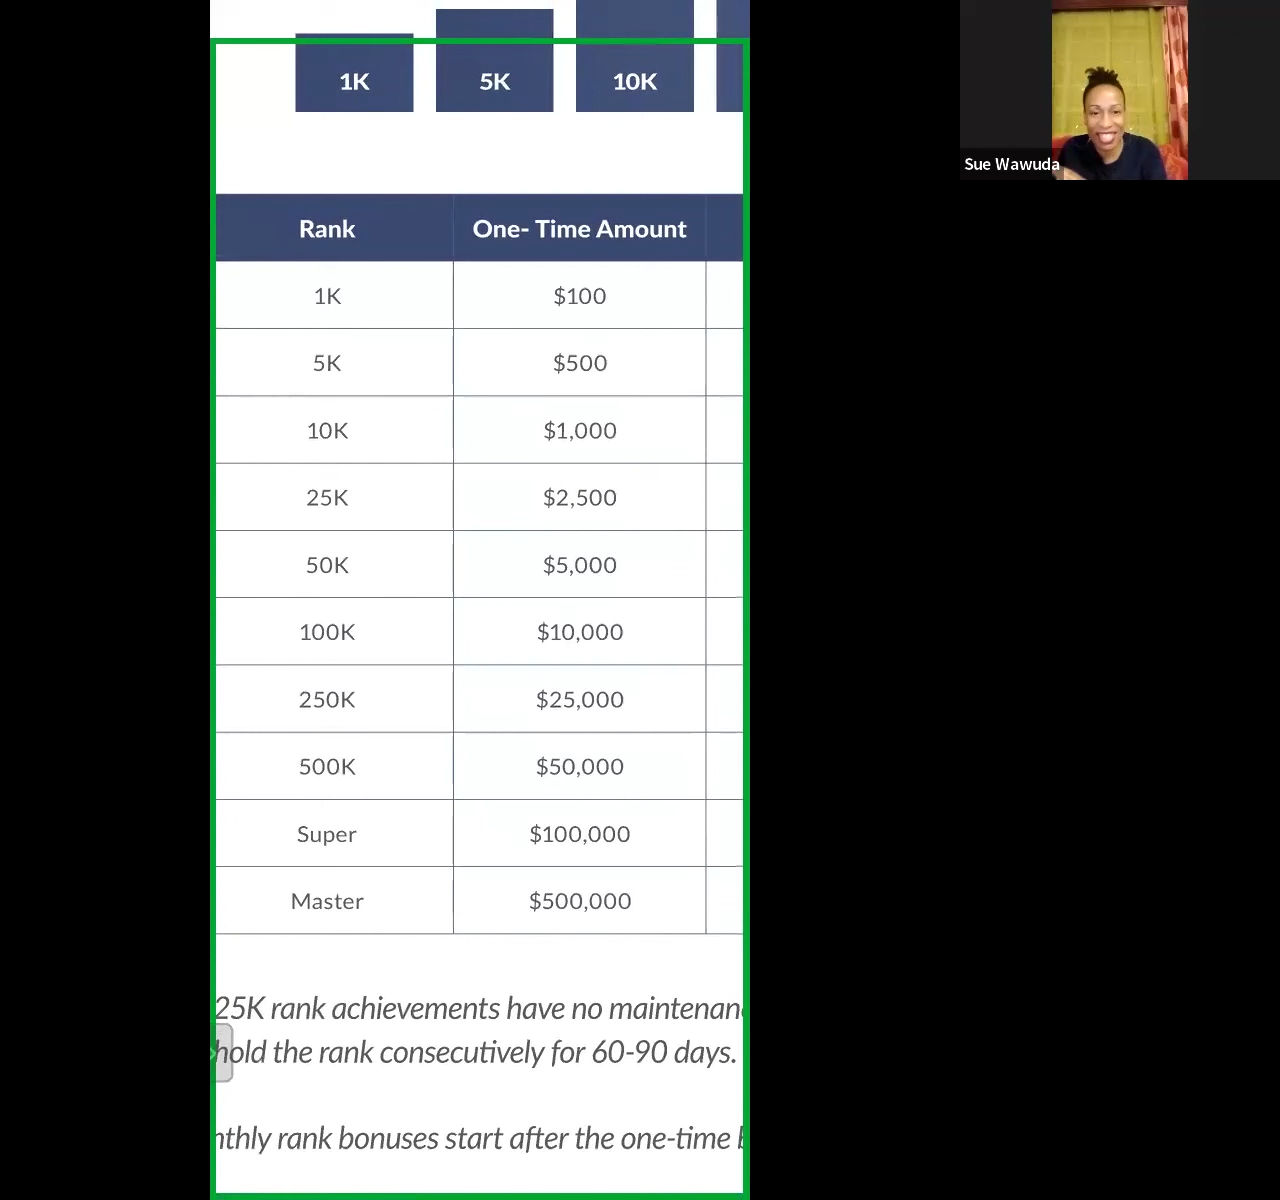 1K 5K 10K
Sue Wawuda
Rank One- Time Amount
1K $100
5K $500
10K $1,000
25K $2,500
50K $5,000
100K $10,000
250K $25,000
500K $50,000
Super $100,000
Master $500,000
25K rank achievements have no
hold the rank consecutively for 60-90 days.
rank bonuses start after the one-time